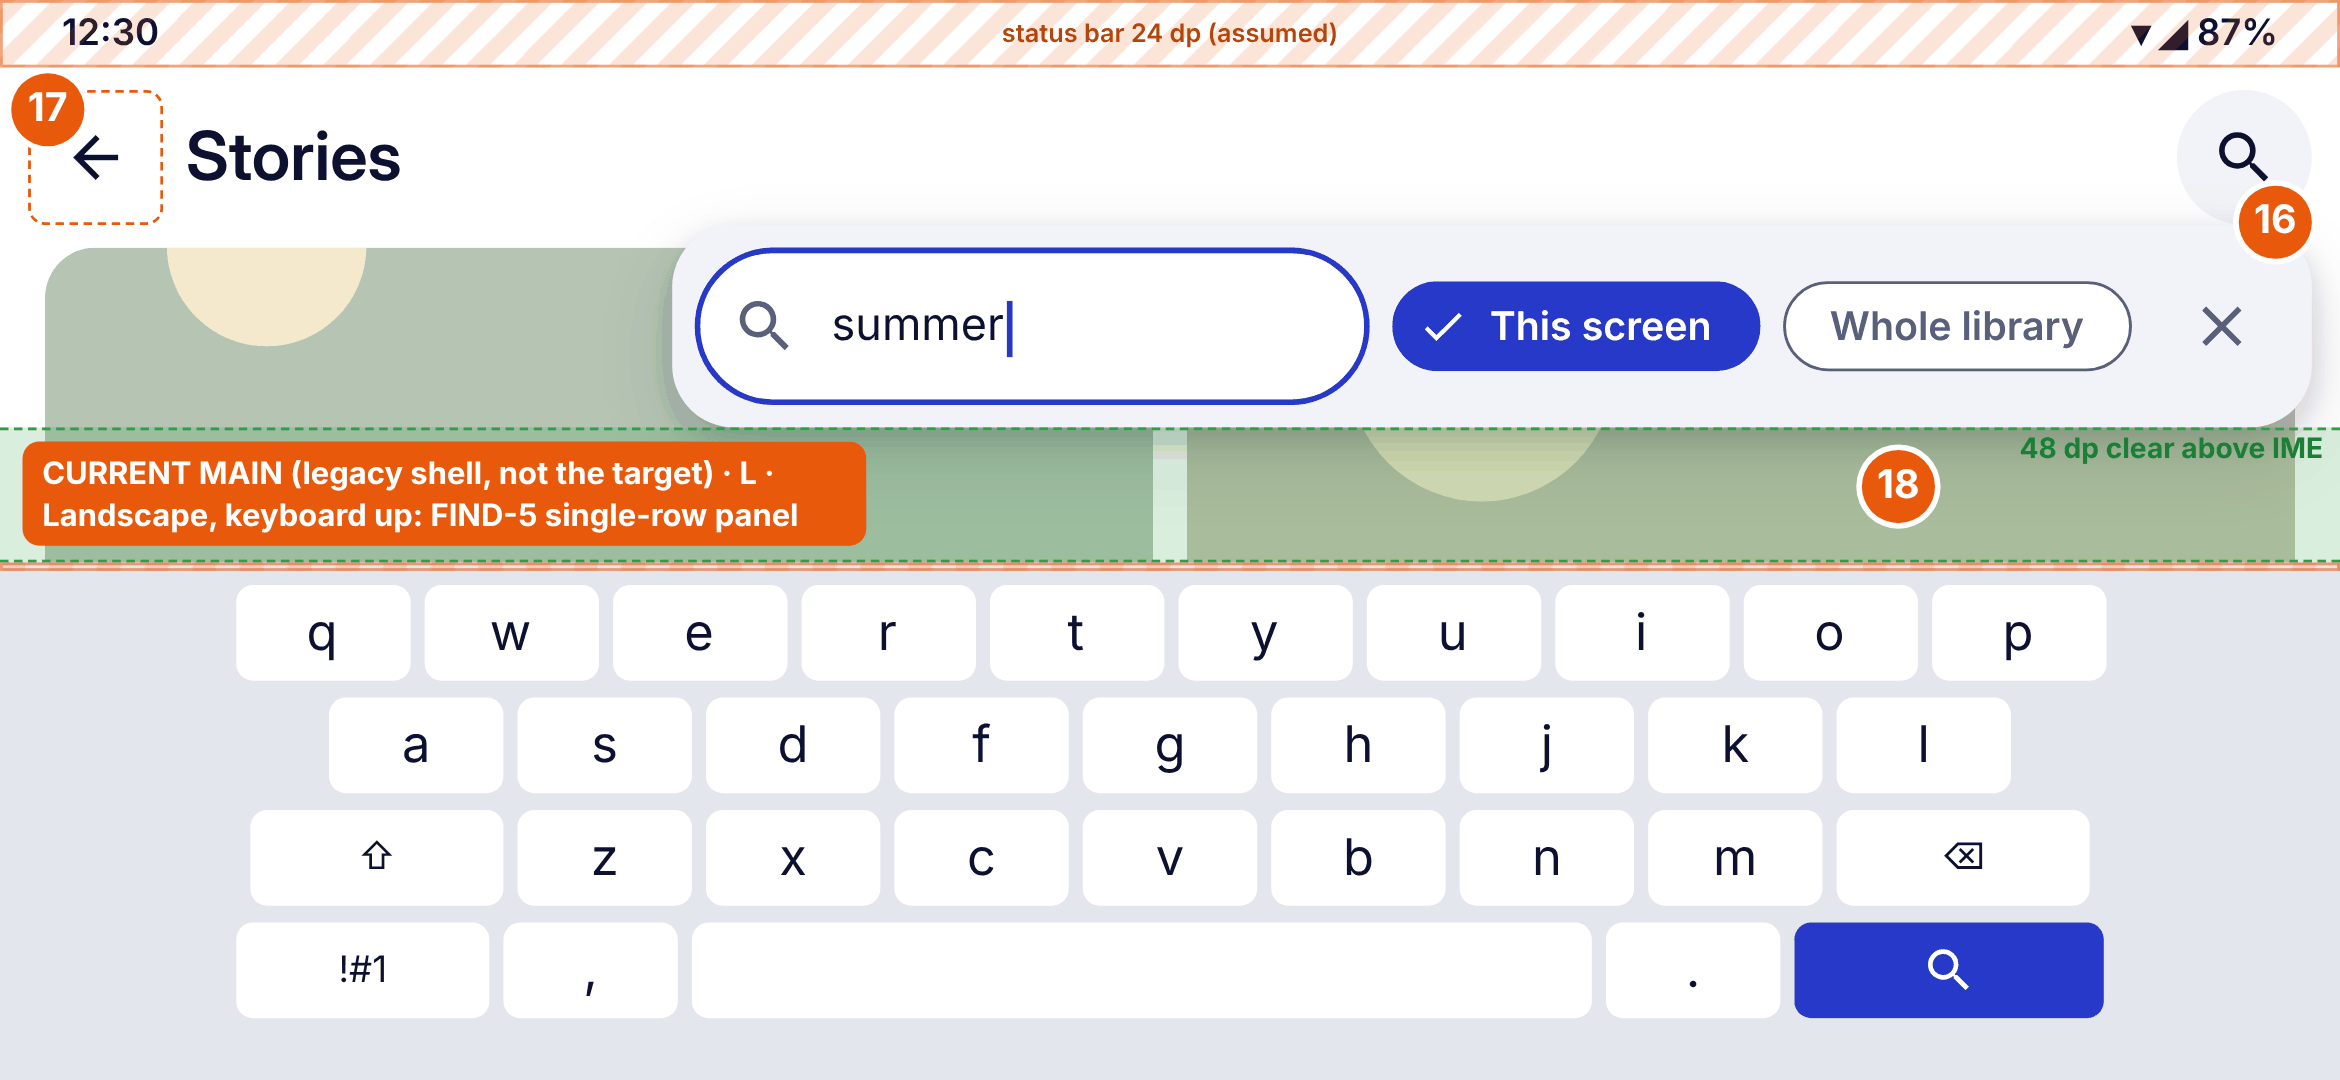 12:30
status bar 24 dp (assumed)
87%
17
Stories
16
summer
This screen
Whole library
48 dp clear above IME
CURRENT MAIN (legacy shell, not the target) · L ·
Landscape, keyboard up: FIND-5 single-row panel
18
q w e r t y u i o p
a s d f g h j k l
z x c v b n m
!#1 , .